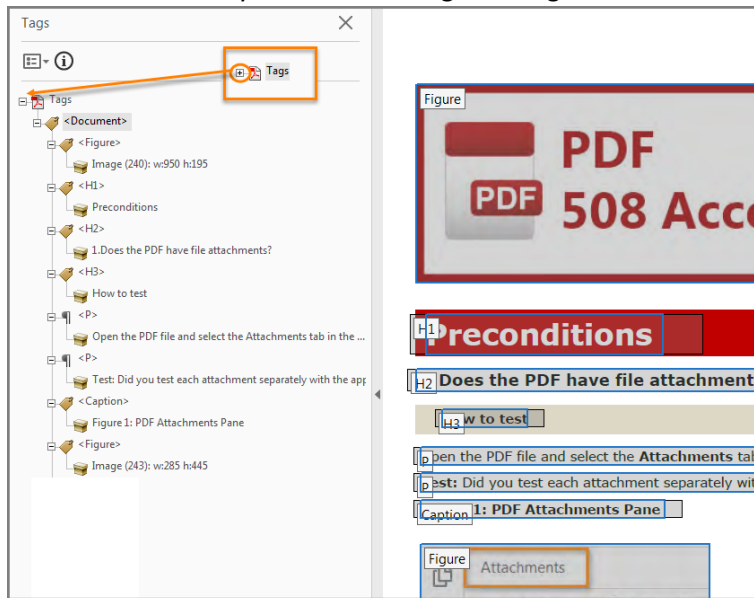 Tags
Tags
Tags
<Document>
<Figure>
Image (240): w:950 h:195
<H1>
Preconditions
<H2>
1.Does the PDF have file attachments?
<H3>
How to test
<P>
Open the PDF file and select the Attachments tab in the ...
<P>
Test: Did you test each attachment separately with the app
<Caption>
Figure 1: PDF Attachments Pane
<Figure>
Image (243): w:285 h:445
Figure
PDF
PDF
508 Acce
H1
Preconditions
H2 Does the PDF have file attachment
H3 w to test
P pen the PDF file and select the Attachments tab
P est: Did you test each attachment separately wit
Caption 1: PDF Attachments Pane
Figure
Attachments